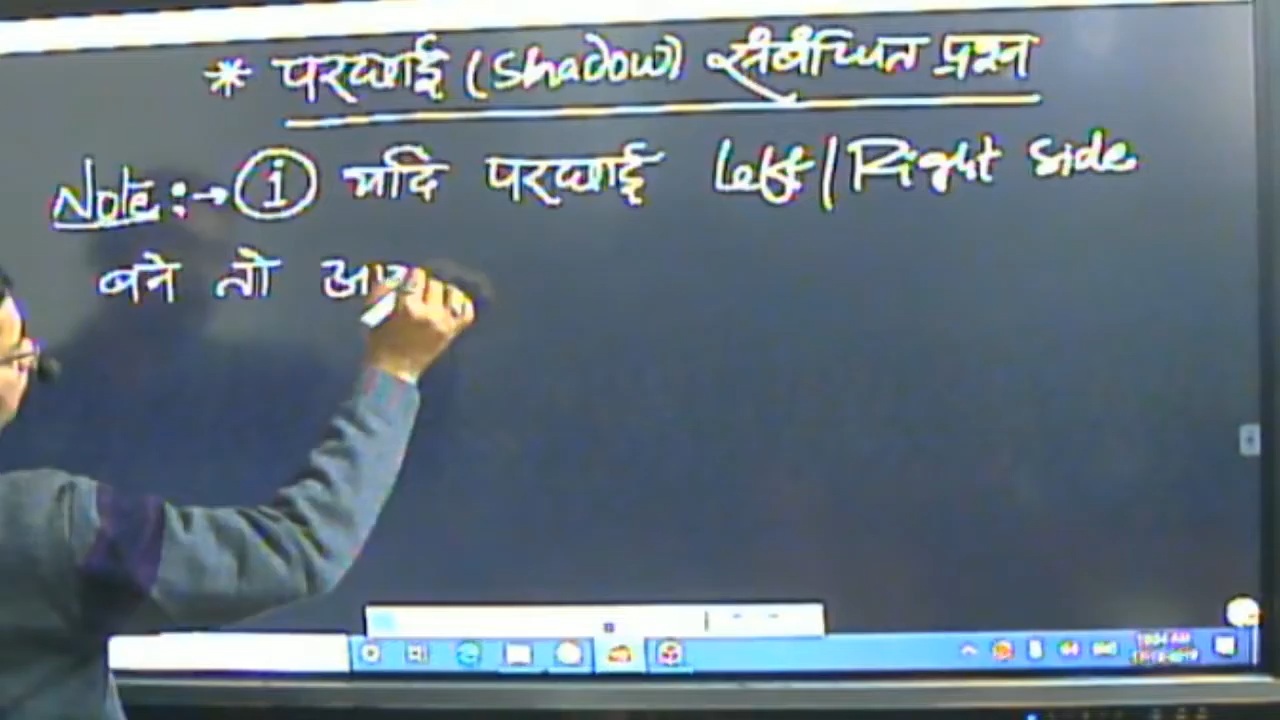 * परछाई (Shadow) संबंधित प्रश्न
Note :→ (i) यदि परछाई Left/Right side
बने तो